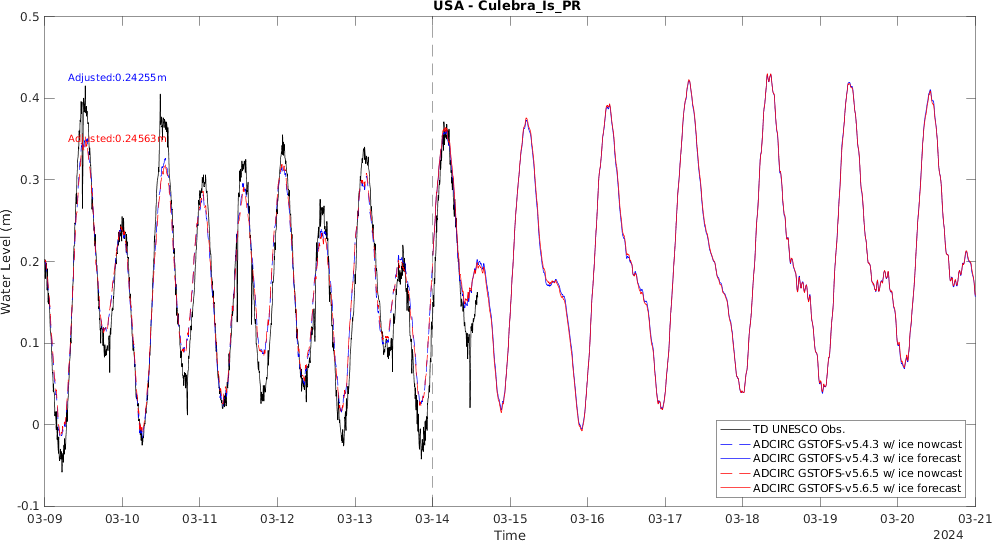 USA - Culebra_Is_PR
0.5
0.4
0.3
0.2
0.1
0
-0.1
Water Level (m)
Adjusted:0.24255m
Adjusted:0.24563m
TD UNESCO Obs.
ADCIRC GSTOFS-v5.4.3 w/ ice nowcast
ADCIRC GSTOFS-v5.4.3 w/ ice forecast
ADCIRC GSTOFS-v5.6.5 w/ ice nowcast
ADCIRC GSTOFS-v5.6.5 w/ ice forecast
03-09 03-10 03-11 03-12 03-13 03-14 03-15 03-16 03-17 03-18 03-19 03-20 03-21
Time
2024